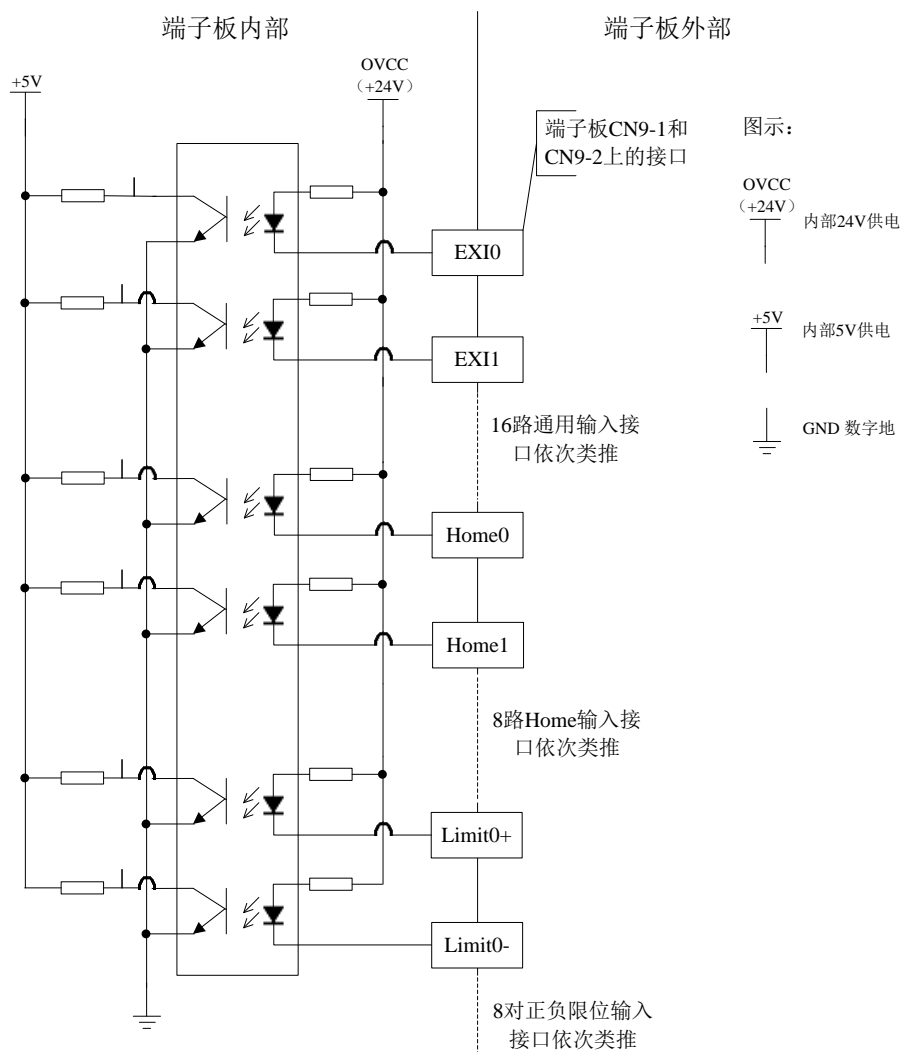 端子板内部
端子板外部
+5V
OVCC
（+24V）
端子板CN9-1和
CN9-2上的接口
图示：
OVCC
（+24V）
内部24V供电
EXI0
+5V
内部5V供电
EXI1
16路通用输入接
口依次类推
GND 数字地
Home0
Home1
8路Home输入接
口依次类推
Limit0+
Limit0-
8对正负限位输入
接口依次类推